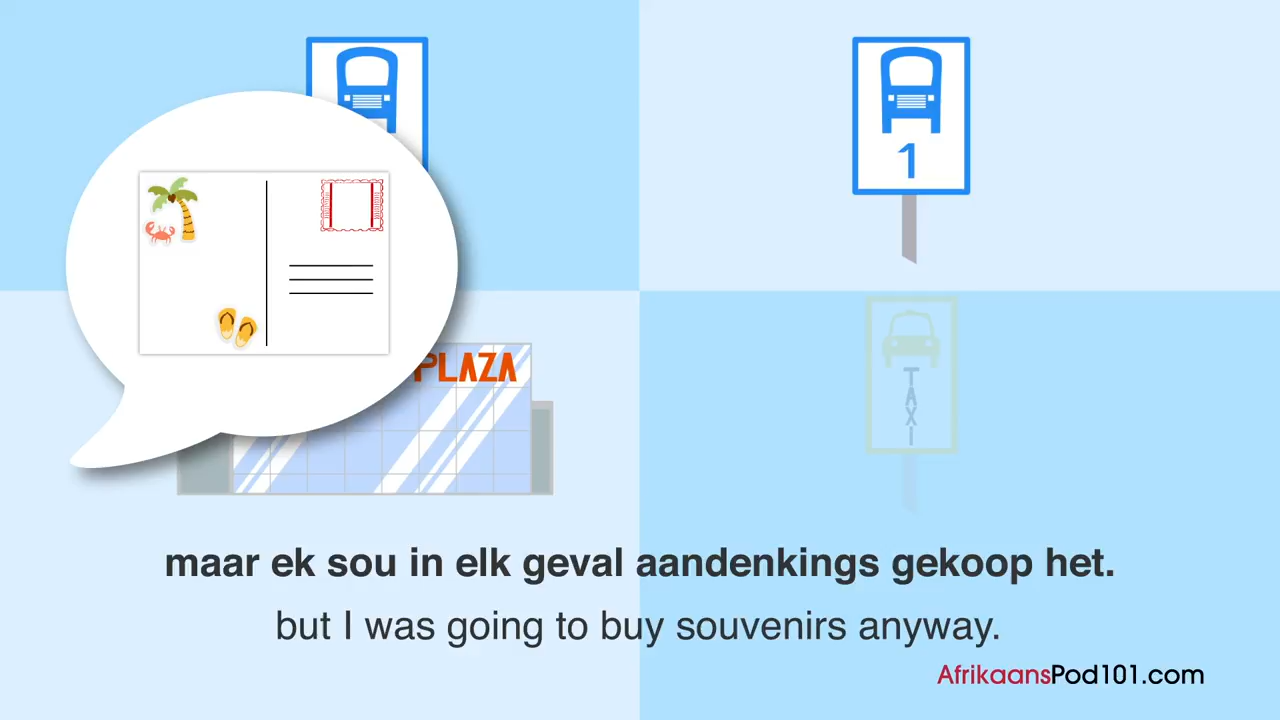 1
PLAZA
TAXI
maar ek sou in elk geval aandenkings gekoop het.
but I was going to buy souvenirs anyway.
AfrikaansPod101.com